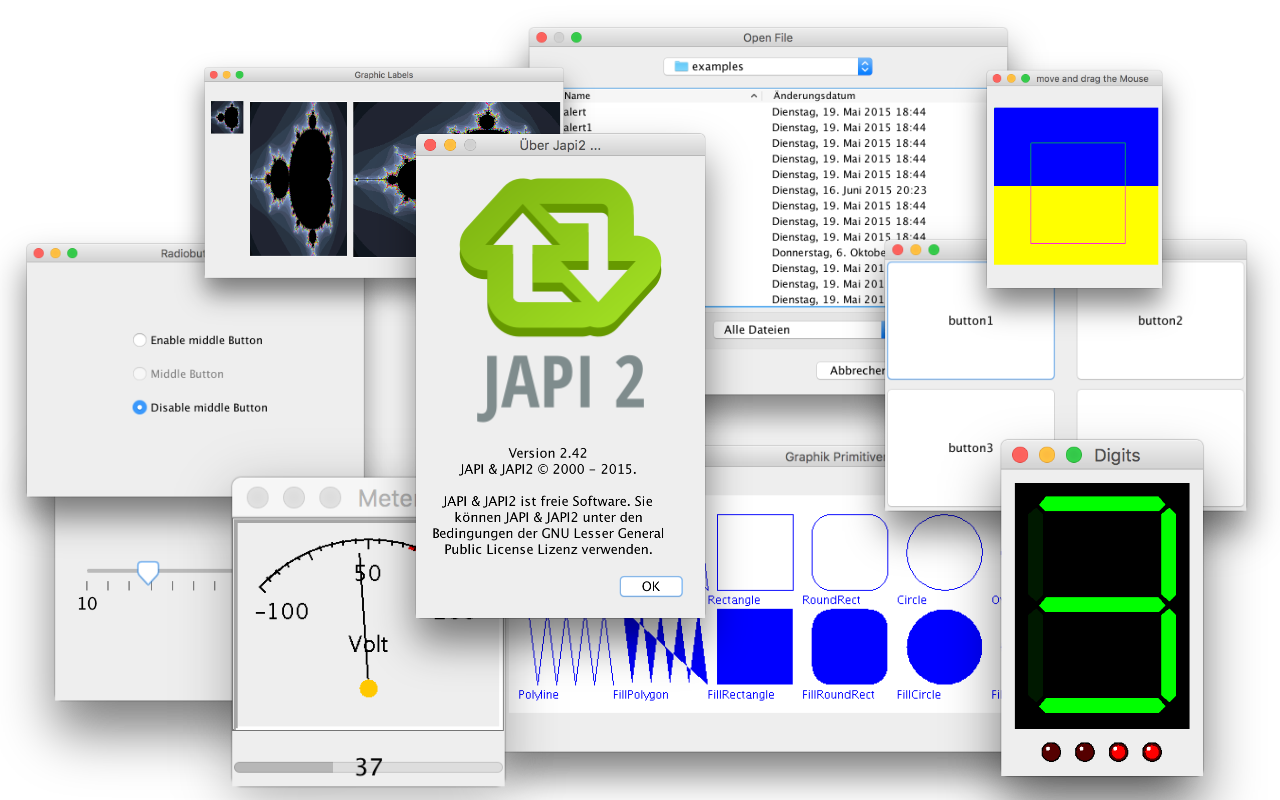 Open File
examples
Name
Änderungsdatum
alert
Dienstag, 19. Mai 2015 18:44
alert1
Dienstag, 19. Mai 2015 18:44
Dienstag, 19. Mai 2015 18:44
Dienstag, 19. Mai 2015 18:44
Dienstag, 19. Mai 2015 18:44
Dienstag, 16. Juni 2015 20:23
Dienstag, 19. Mai 2015 18:44
Dienstag, 19. Mai 2015 18:44
Dienstag, 19. Mai 2015 18:44
Donnerstag, 6. Oktobe
Dienstag, 19. Mai 201
Dienstag, 19. Mai 201
Dienstag, 19. Mai 201
Alle Dateien
Abbrechen
Graphic Labels
move and drag the Mouse
Über Japi2 ...
JAPI 2
Version 2.42
JAPI & JAPI2 © 2000 – 2015.
JAPI & JAPI2 ist freie Software. Sie
können JAPI & JAPI2 unter den
Bedingungen der GNU Lesser General
Public License Lizenz verwenden.
OK
Enable middle Button
Middle Button
Disable middle Button
button1
button2
button3
10
Meter
50
-100
Volt
37
Graphik Primitiven
Rectangle
RoundRect
Circle
Polyline
FillPolygon
FillRectangle
FillRoundRect
FillCircle
Digits
3